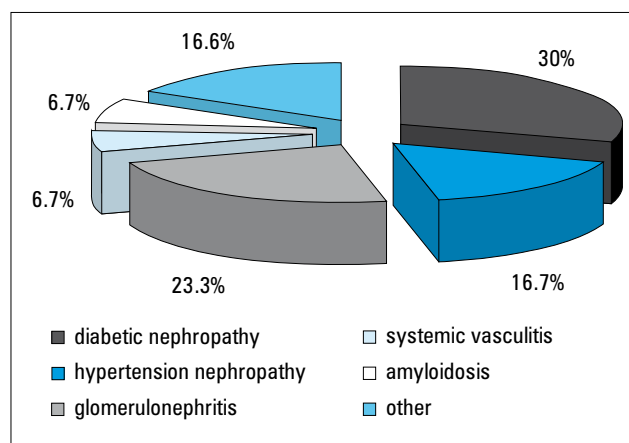 16.6%
30%
6.7%
6.7%
23.3%
16.7%
diabetic nephropathy
systemic vasculitis
hypertension nephropathy
amyloidosis
glomerulonephritis
other